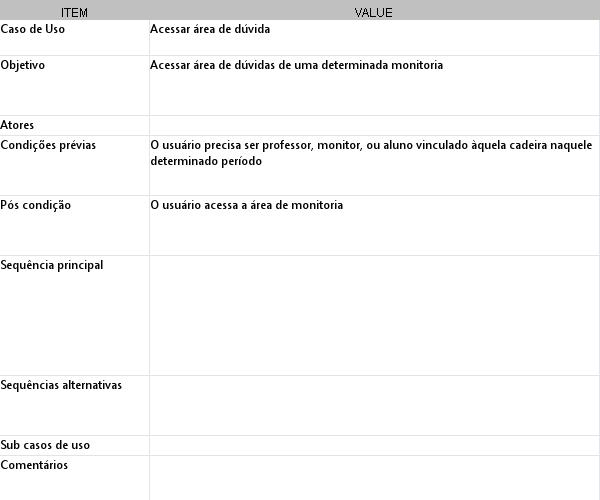 ITEM VALUE
Caso de Uso Acessar área de dúvida
Objetivo Acessar área de dúvidas de uma determinada monitoria
Atores
Condições prévias O usuário precisa ser professor, monitor, ou aluno vinculado àquela cadeira naquele
determinado período
Pós condição O usuário acessa a área de monitoria
Sequência principal
Sequências alternativas
Sub casos de uso
Comentários